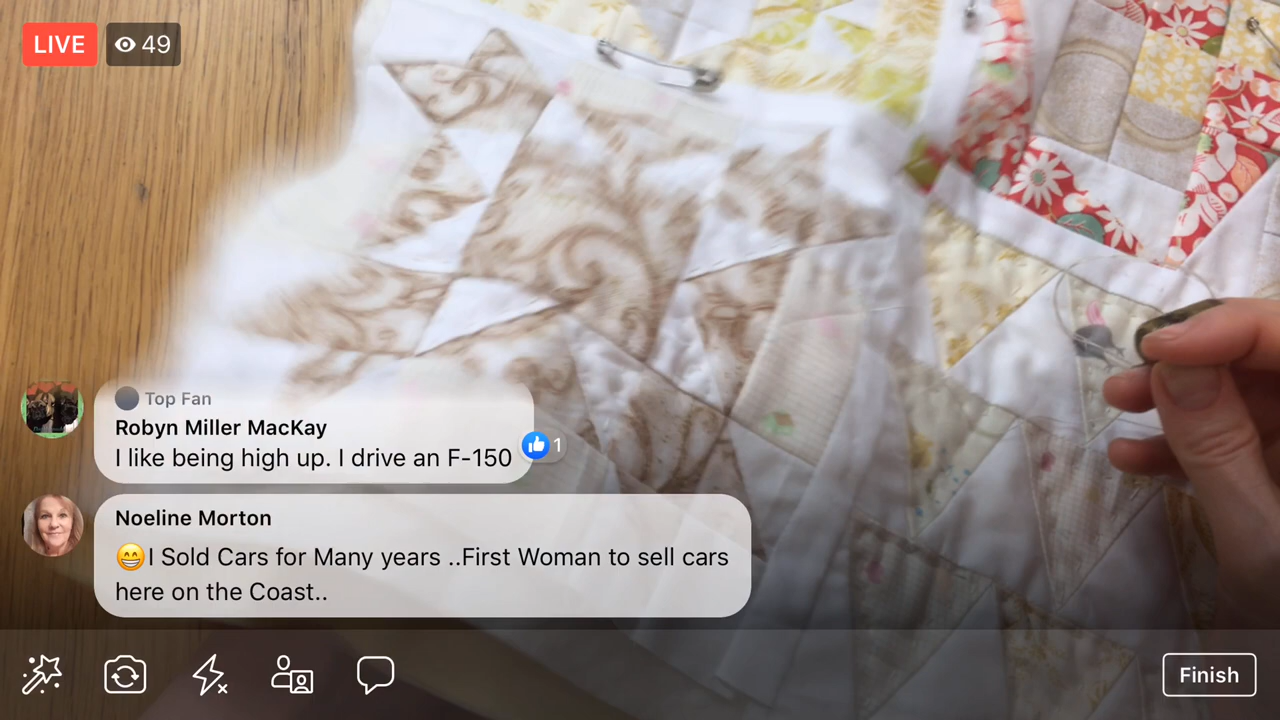 LIVE
49
Top Fan
Robyn Miller MacKay
I like being high up. I drive an F-150
1
Noeline Morton
😁I Sold Cars for Many years ..First Woman to sell cars
here on the Coast..
Finish